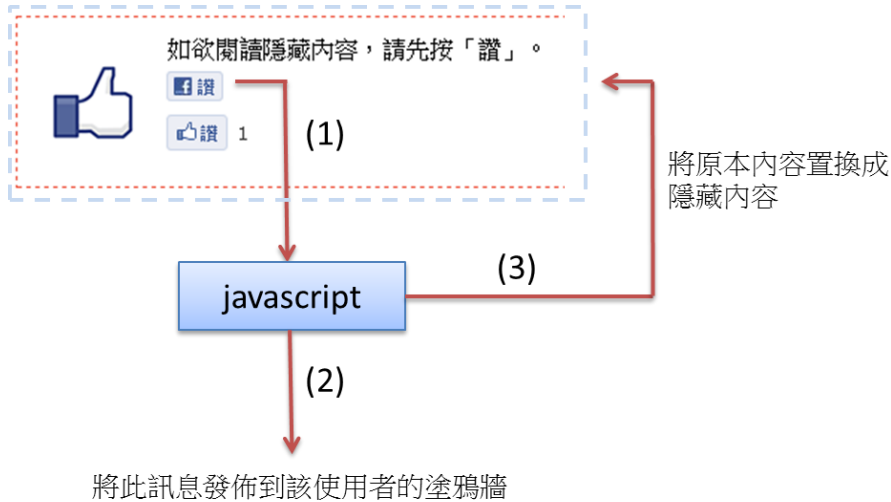 如欲閱讀隱藏內容，請先按「讚」。
讚
讚 1
(1)
將原本內容置換成
隱藏內容
(3)
javascript
(2)
將此訊息發佈到該使用者的塗鴉牆